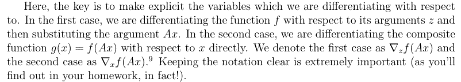 Here, the key is to make explicit the variables which we are differentiating with respect
to. In the first case, we are differentiating the function f with respect to its arguments z and
then substituting the argument Ax. In the second case, we are differentiating the composite
function g(x) = f(Ax) with respect to x directly. We denote the first case as ∇zf(Ax) and
the second case as ∇xf(Ax).⁹ Keeping the notation clear is extremely important (as you'll
find out in your homework, in fact!).